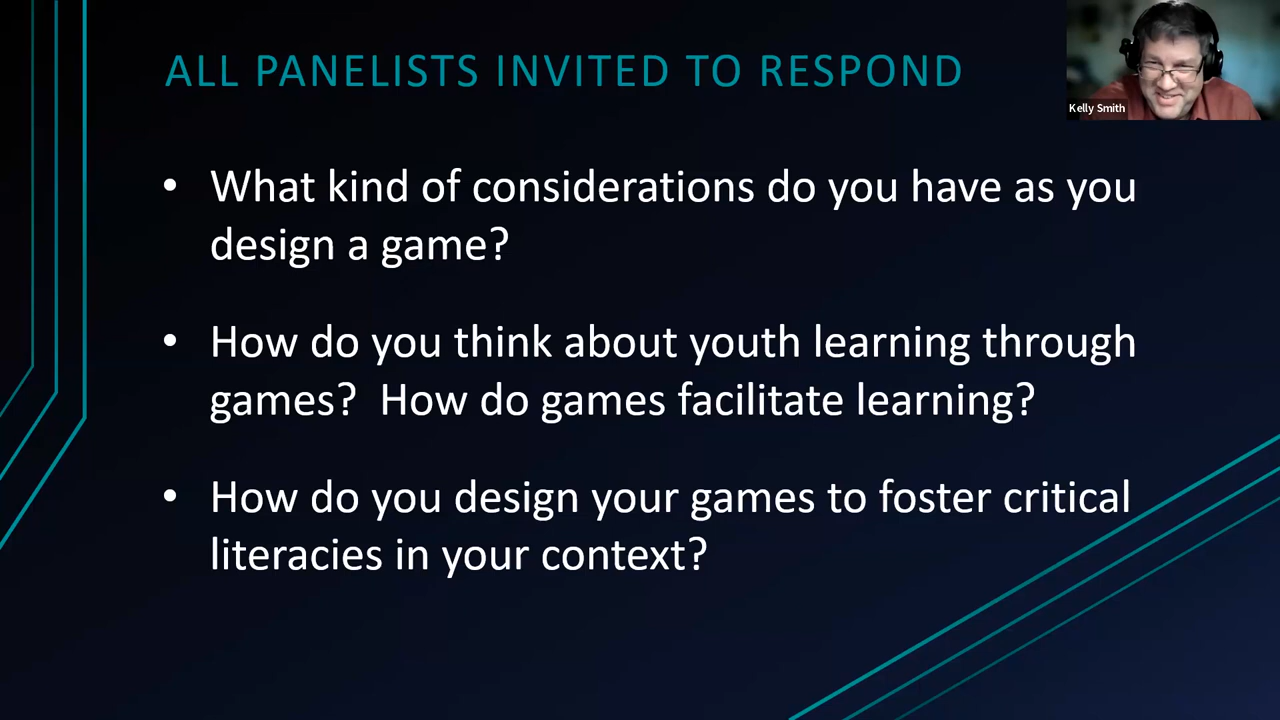 ALL PANELISTS INVITED TO RESPOND
Kelly Smith
• What kind of considerations do you have as you
design a game?
• How do you think about youth learning through
games?  How do games facilitate learning?
• How do you design your games to foster critical
literacies in your context?